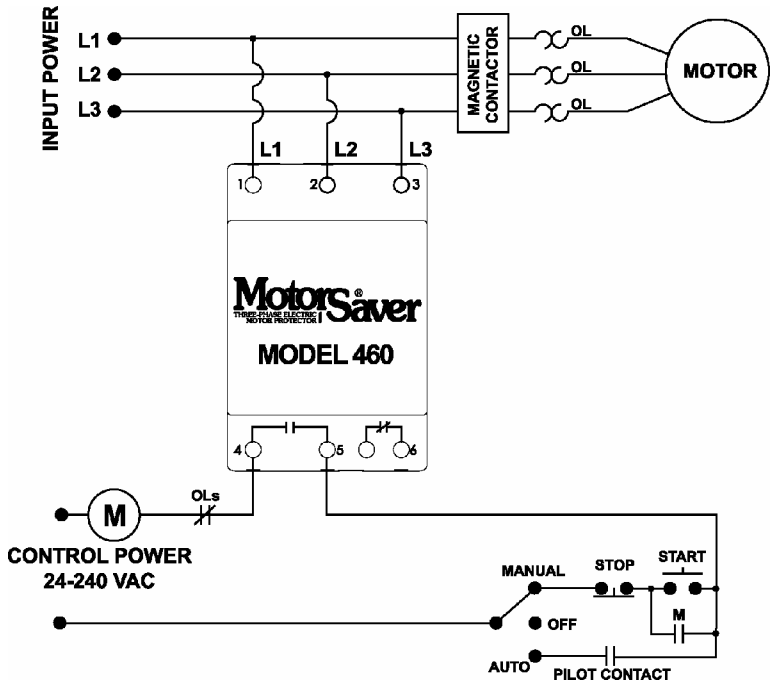 INPUT POWER
L1
L2
L3
MAGNETIC
CONTACTOR
OL
OL
OL
MOTOR
L1 L2 L3
1 2 3
MotorSaver®
THREE-PHASE ELECTRIC
MOTOR PROTECTOR
MODEL 460
4 5 6
OLs
M
CONTROL POWER
24-240 VAC
MANUAL
STOP
START
M
OFF
AUTO
PILOT CONTACT